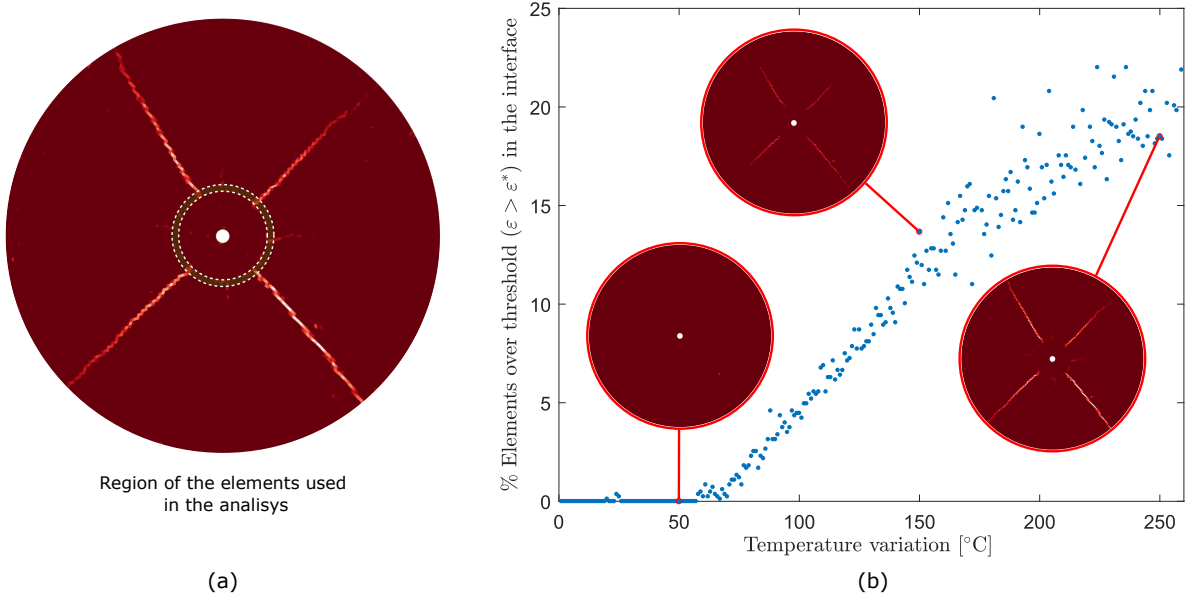 Region of the elements used
in the analisys
(a)
% Elements over threshold (ε > ε*) in the interface
25
20
15
10
5
0
0 50 100 150 200 250
Temperature variation [°C]
(b)